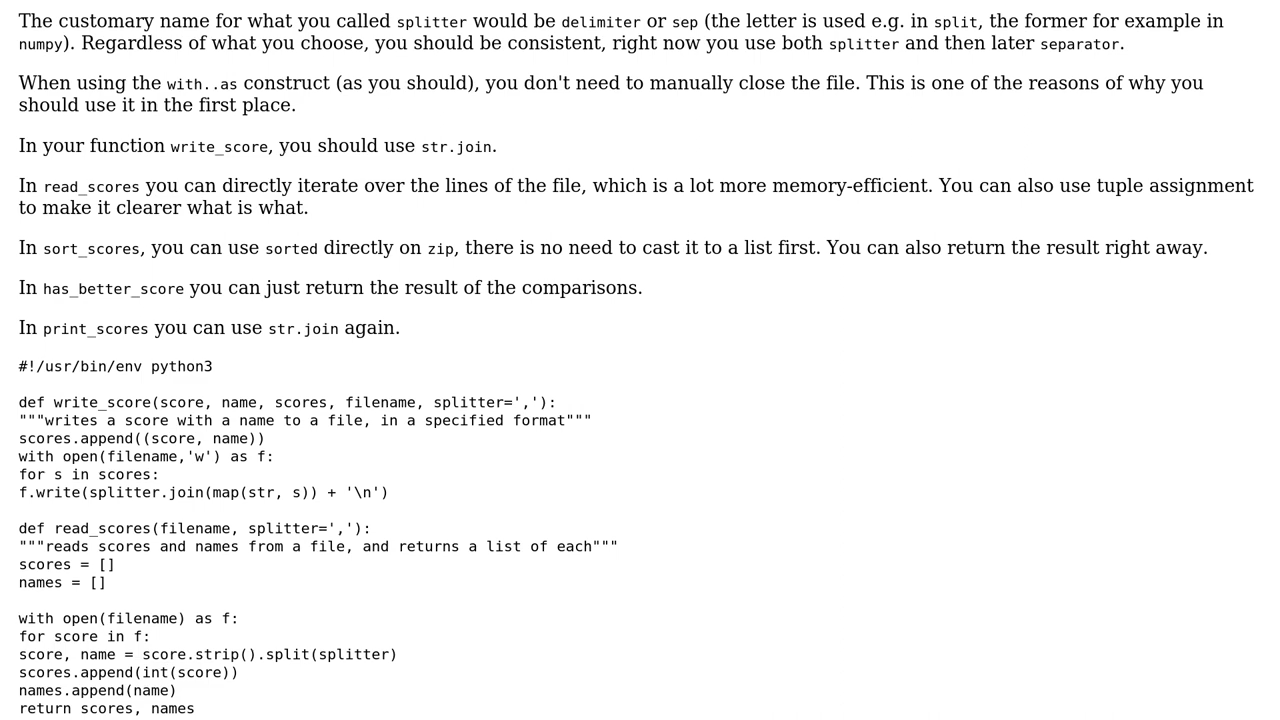 The customary name for what you called splitter would be delimiter or sep (the letter is used e.g. in split, the former for example in
numpy). Regardless of what you choose, you should be consistent, right now you use both splitter and then later separator.
When using the with..as construct (as you should), you don't need to manually close the file. This is one of the reasons of why you
should use it in the first place.
In your function write_score, you should use str.join.
In read_scores you can directly iterate over the lines of the file, which is a lot more memory-efficient. You can also use tuple assignment
to make it clearer what is what.
In sort_scores, you can use sorted directly on zip, there is no need to cast it to a list first. You can also return the result right away.
In has_better_score you can just return the result of the comparisons.
In print_scores you can use str.join again.
#!/usr/bin/env python3
def write_score(score, name, scores, filename, splitter=','):
"""writes a score with a name to a file, in a specified format"""
scores.append((score, name))
with open(filename,'w') as f:
for s in scores:
f.write(splitter.join(map(str, s)) + '\n')
def read_scores(filename, splitter=','):
"""reads scores and names from a file, and returns a list of each"""
scores = []
names = []
with open(filename) as f:
for score in f:
score, name = score.strip().split(splitter)
scores.append(int(score))
names.append(name)
return scores, names